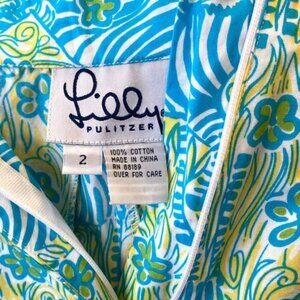 Lilly
PULITZER
2
100% COTTON
MADE IN CHINA
RN 88189
OVER FOR CARE